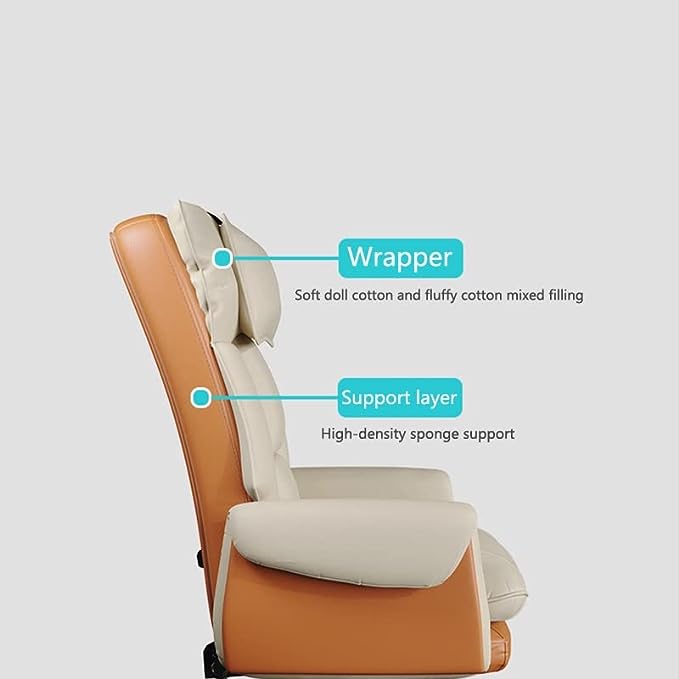 Wrapper
Soft doll cotton and fluffy cotton mixed filling
Support layer
High-density sponge support